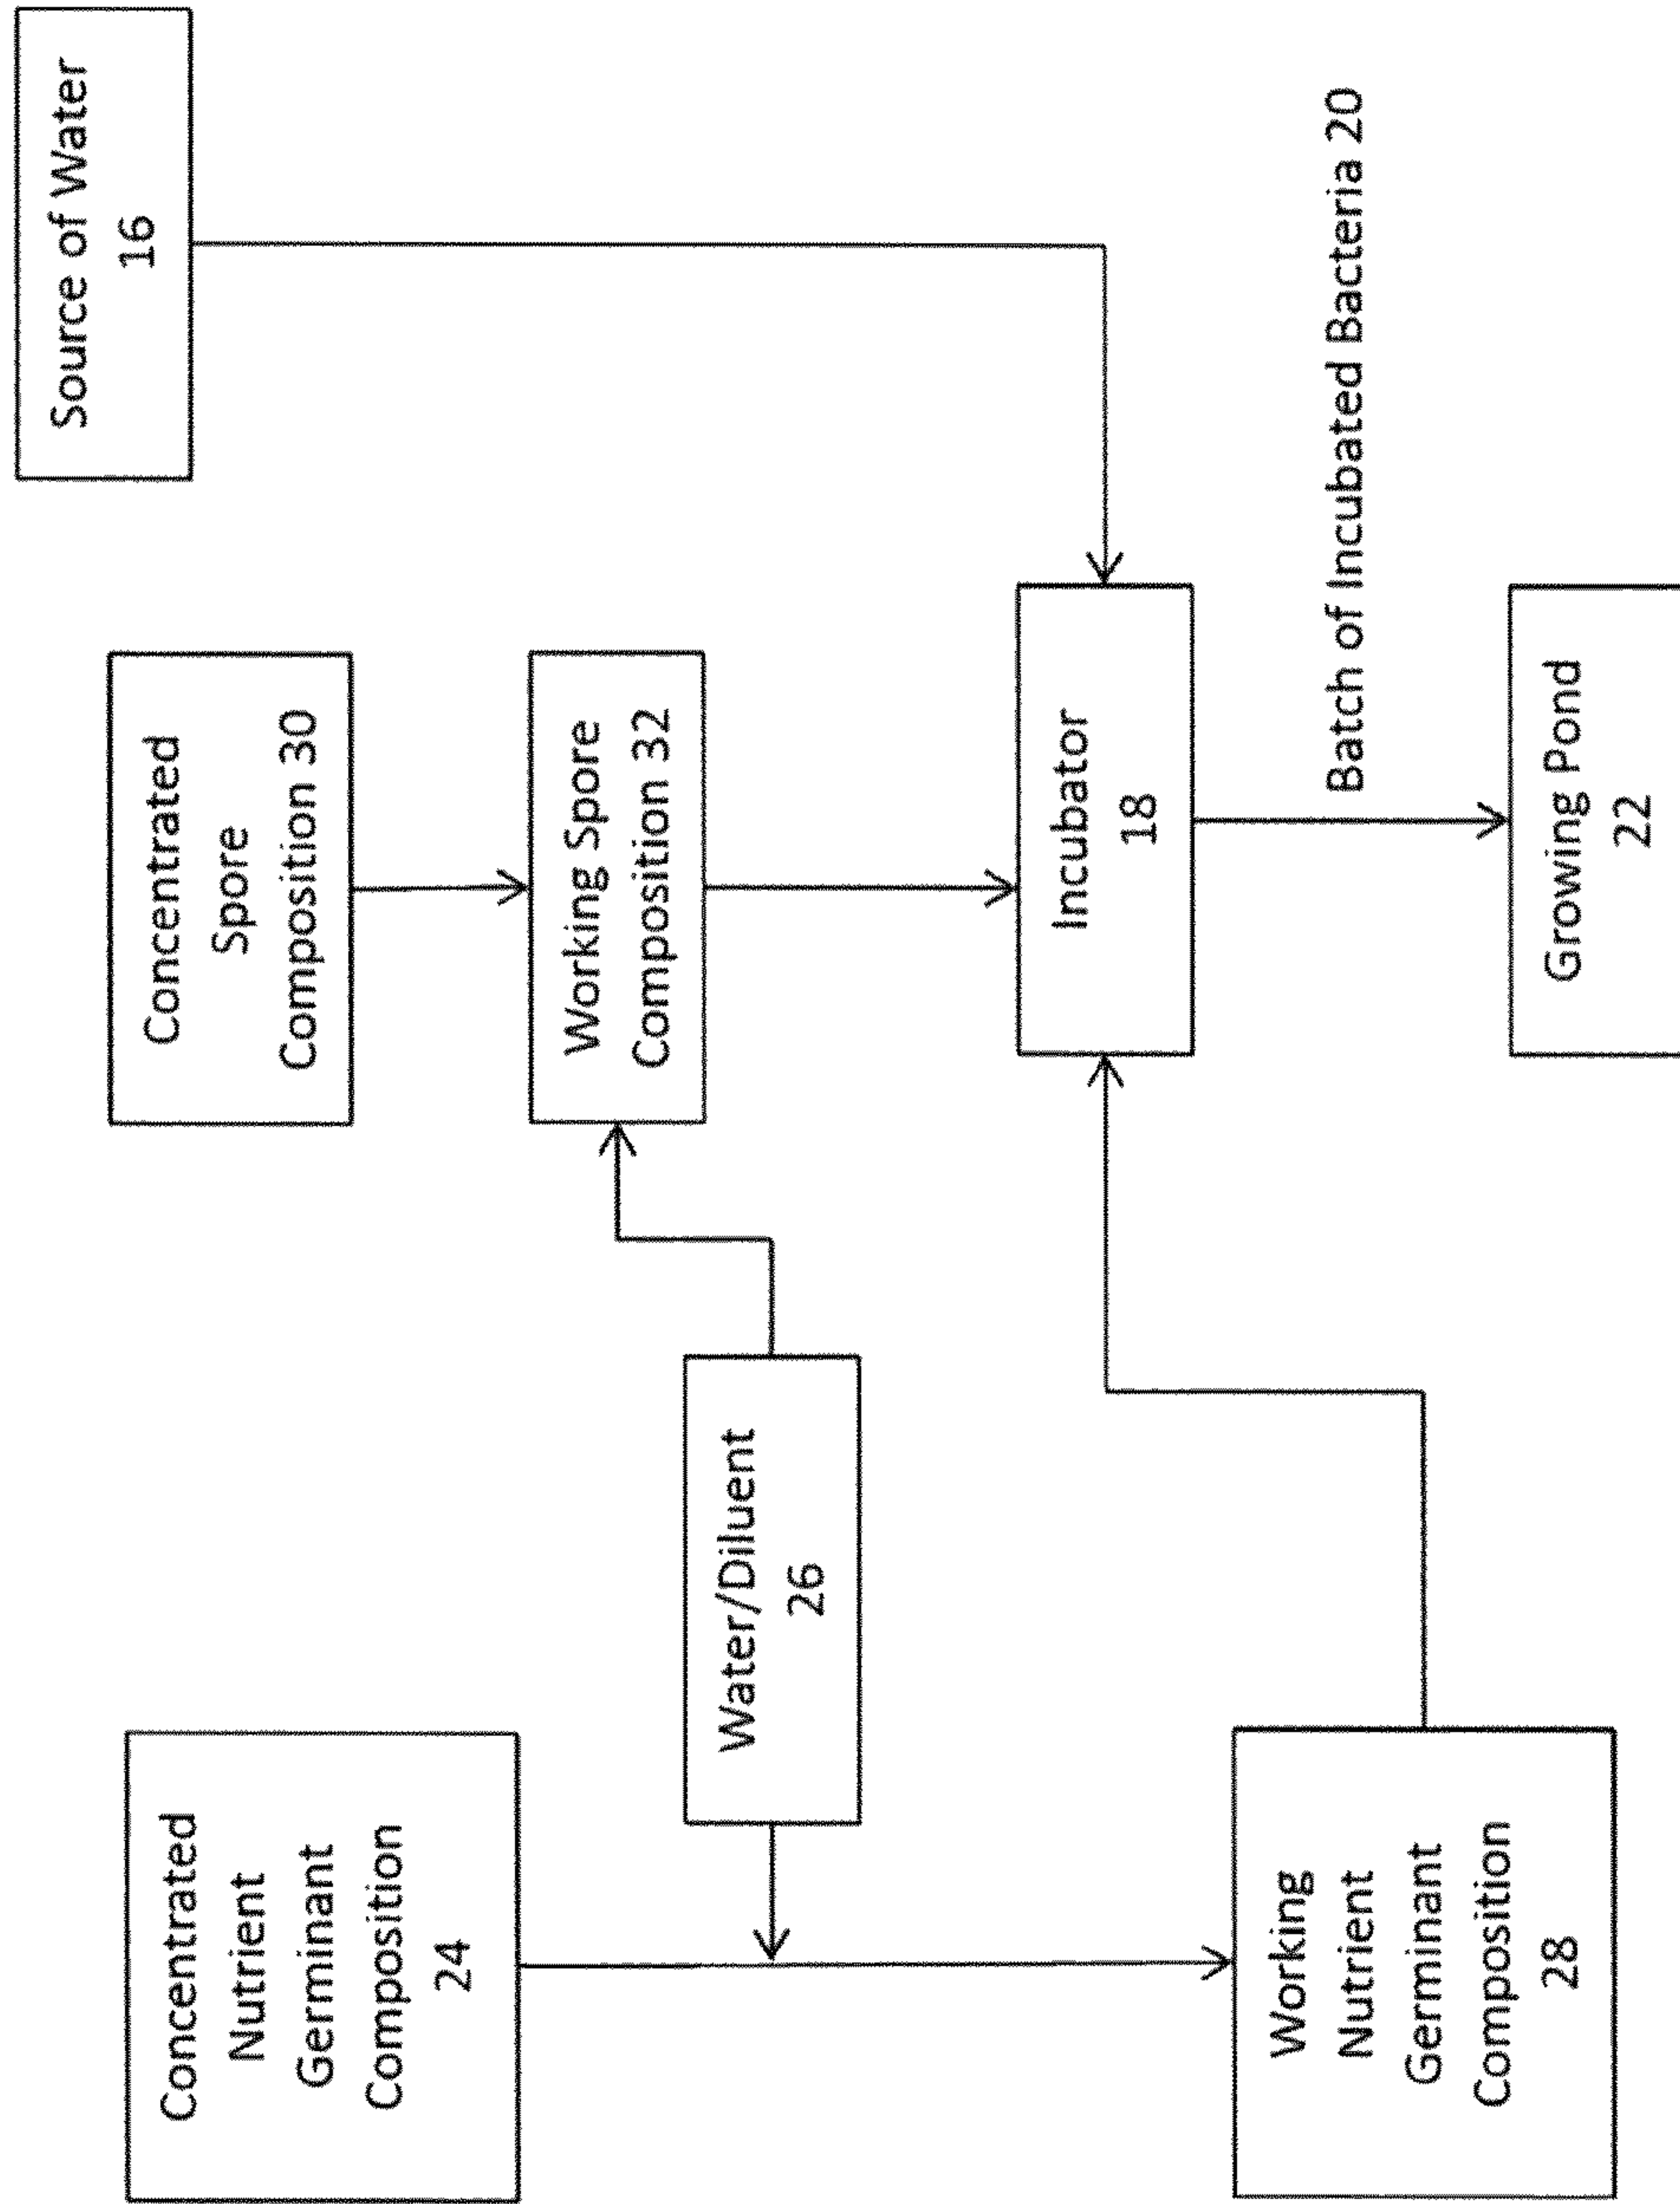 Concentrated
Nutrient
Germinant
Composition
24
Concentrated
Spore
Composition 30
Source of Water
16
Working Spore
Composition 32
Water/Diluent
26
Incubator
18
Working
Nutrient
Germinant
Composition
28
Batch of Incubated Bacteria 20
Growing Pond
22